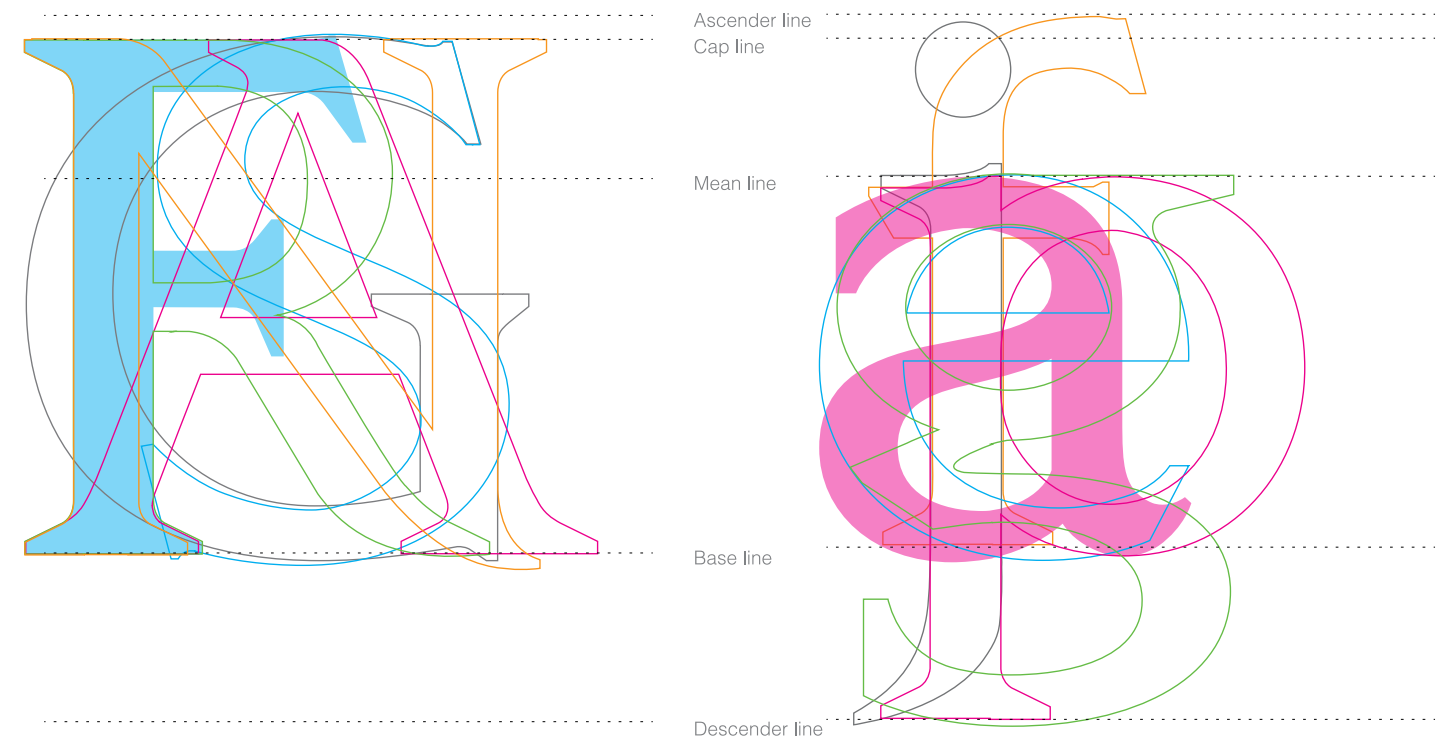 F
Ascender line
Cap line
Mean line
a
Base line
Descender line